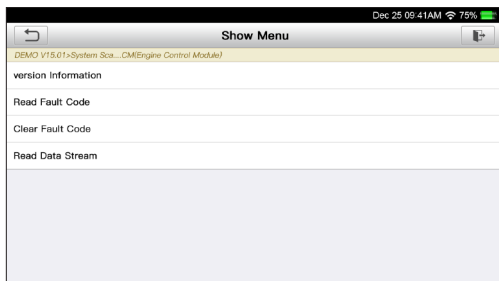 Dec 25 09:41AM 75%
Show Menu
DEMO V15.01>System Sca....CM(Engine Control Module)
version Information
Read Fault Code
Clear Fault Code
Read Data Stream